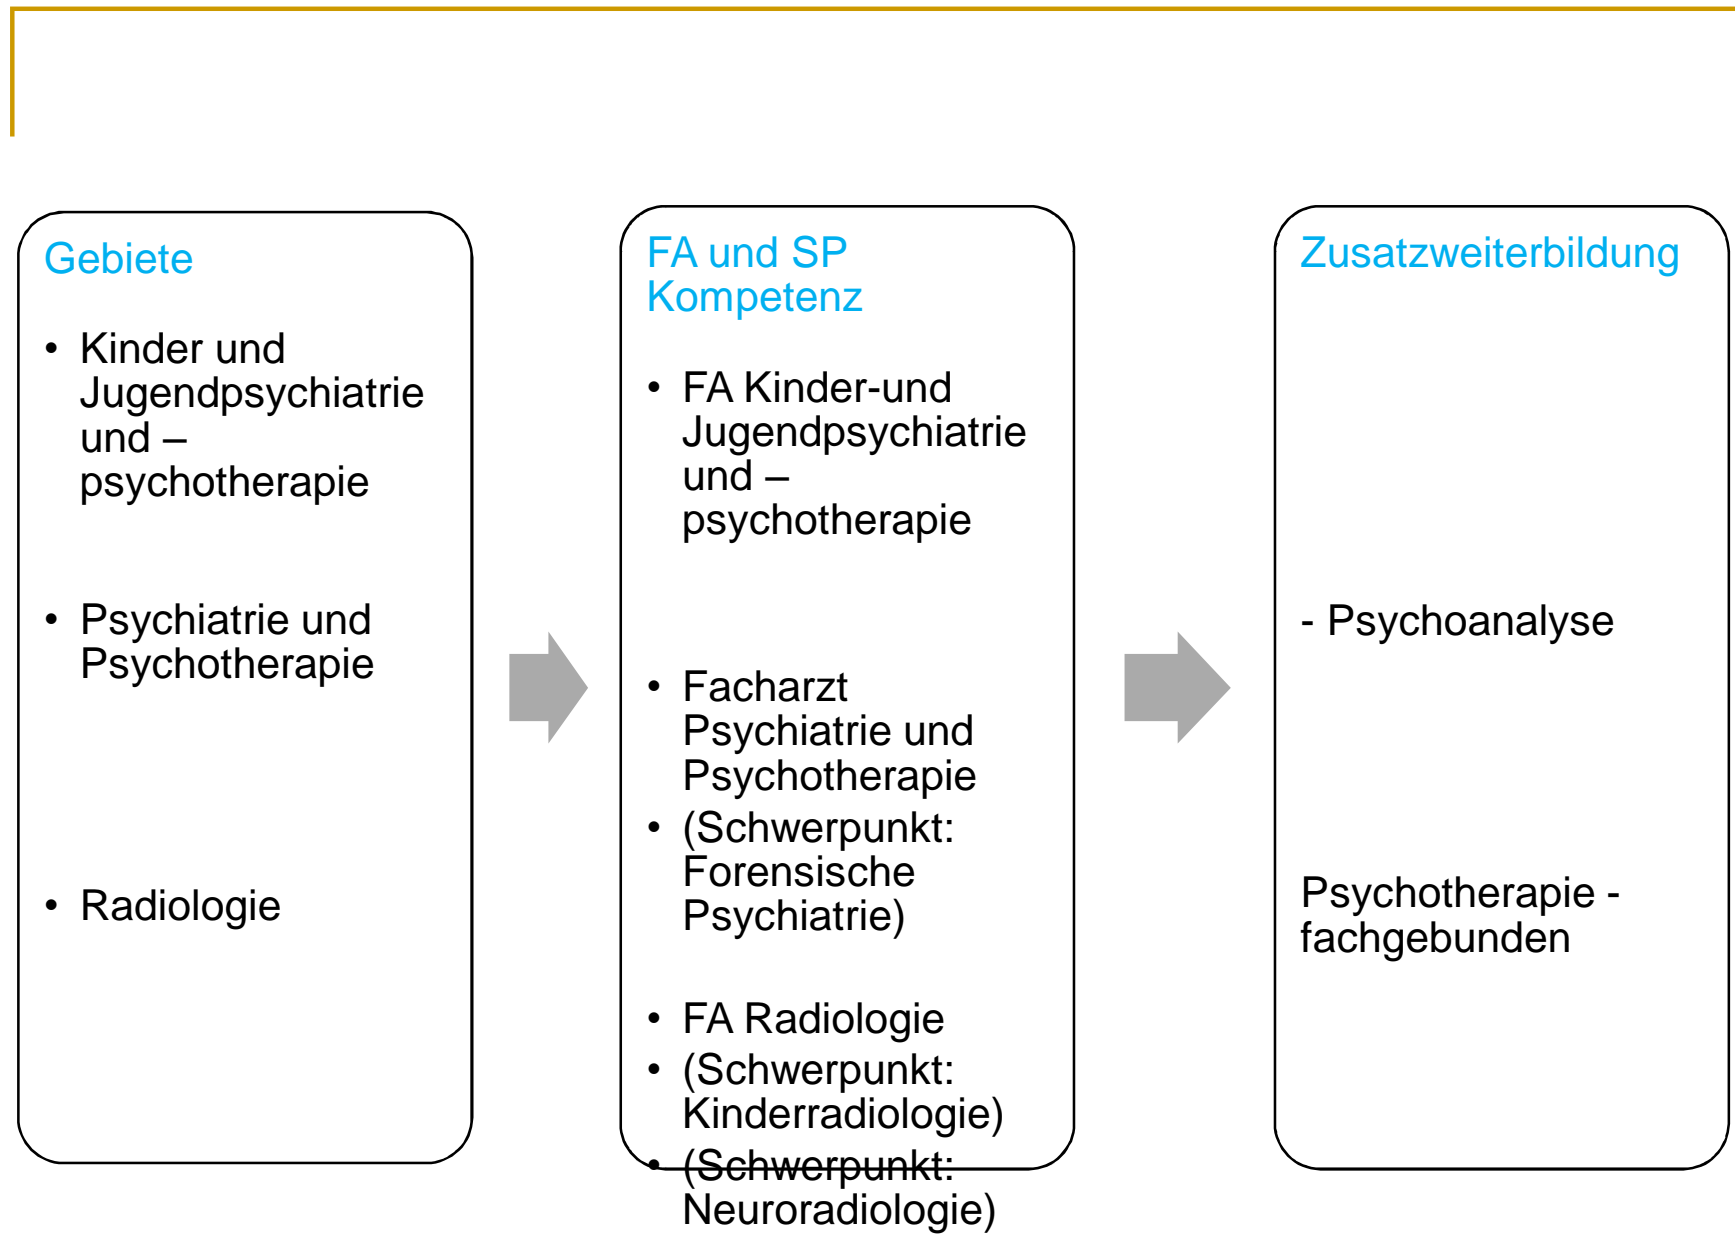 Gebiete
• Kinder und
Jugendpsychiatrie
und –
psychotherapie
• Psychiatrie und
Psychotherapie
• Radiologie
FA und SP
Kompetenz
• FA Kinder-und
Jugendpsychiatrie
und –
psychotherapie
• Facharzt
Psychiatrie und
Psychotherapie
• (Schwerpunkt:
Forensische
Psychiatrie)
• FA Radiologie
• (Schwerpunkt:
Kinderradiologie)
• (Schwerpunkt:
Neuroradiologie)
Zusatzweiterbildung
- Psychoanalyse
Psychotherapie -
fachgebunden